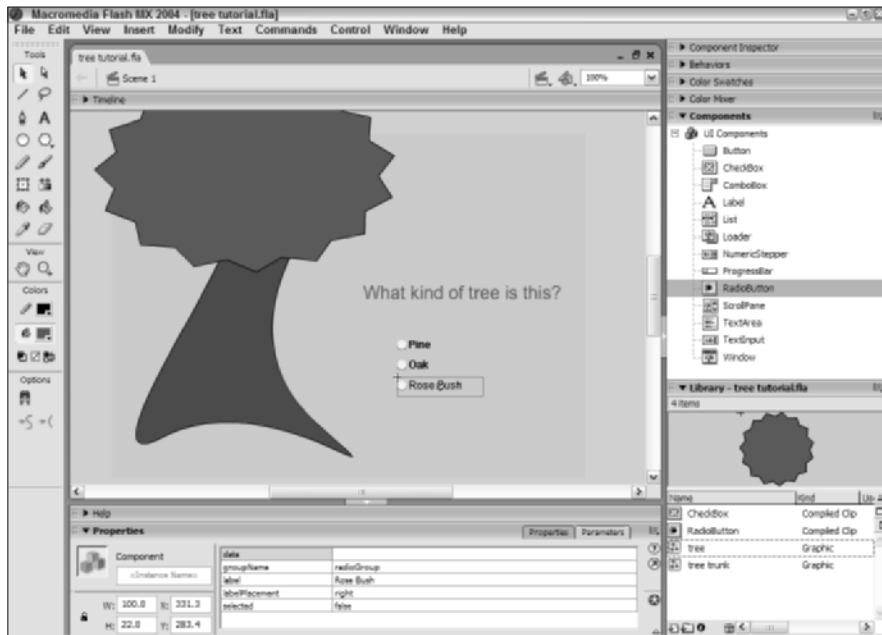 Macromedia Flash MX 2004 - [tree tutorial.fla]
File Edit View Insert Modify Text Commands Control Window Help
Tools
View
Colors
Options
tree tutorial.fla
Scene 1
100%
Timeline
What kind of tree is this?
Pine
Oak
Rose Bush
Help
Properties
Properties Parameters
Component
<Instance Name>
W: 100.0 X: 331.3
H: 22.0 Y: 283.4
data
groupName radioGroup
label Rose Bush
labelPlacement right
selected false
Component Inspector
Behaviors
Color Swatches
Color Mixer
Components
UI Components
Button
CheckBox
ComboBox
Label
List
Loader
NumericStepper
ProgressBar
RadioButton
ScrollPane
TextArea
TextInput
Window
Library - tree tutorial.fla
4 items
Name Kind
CheckBox Compiled Clip
RadioButton Compiled Clip
tree Graphic
tree trunk Graphic